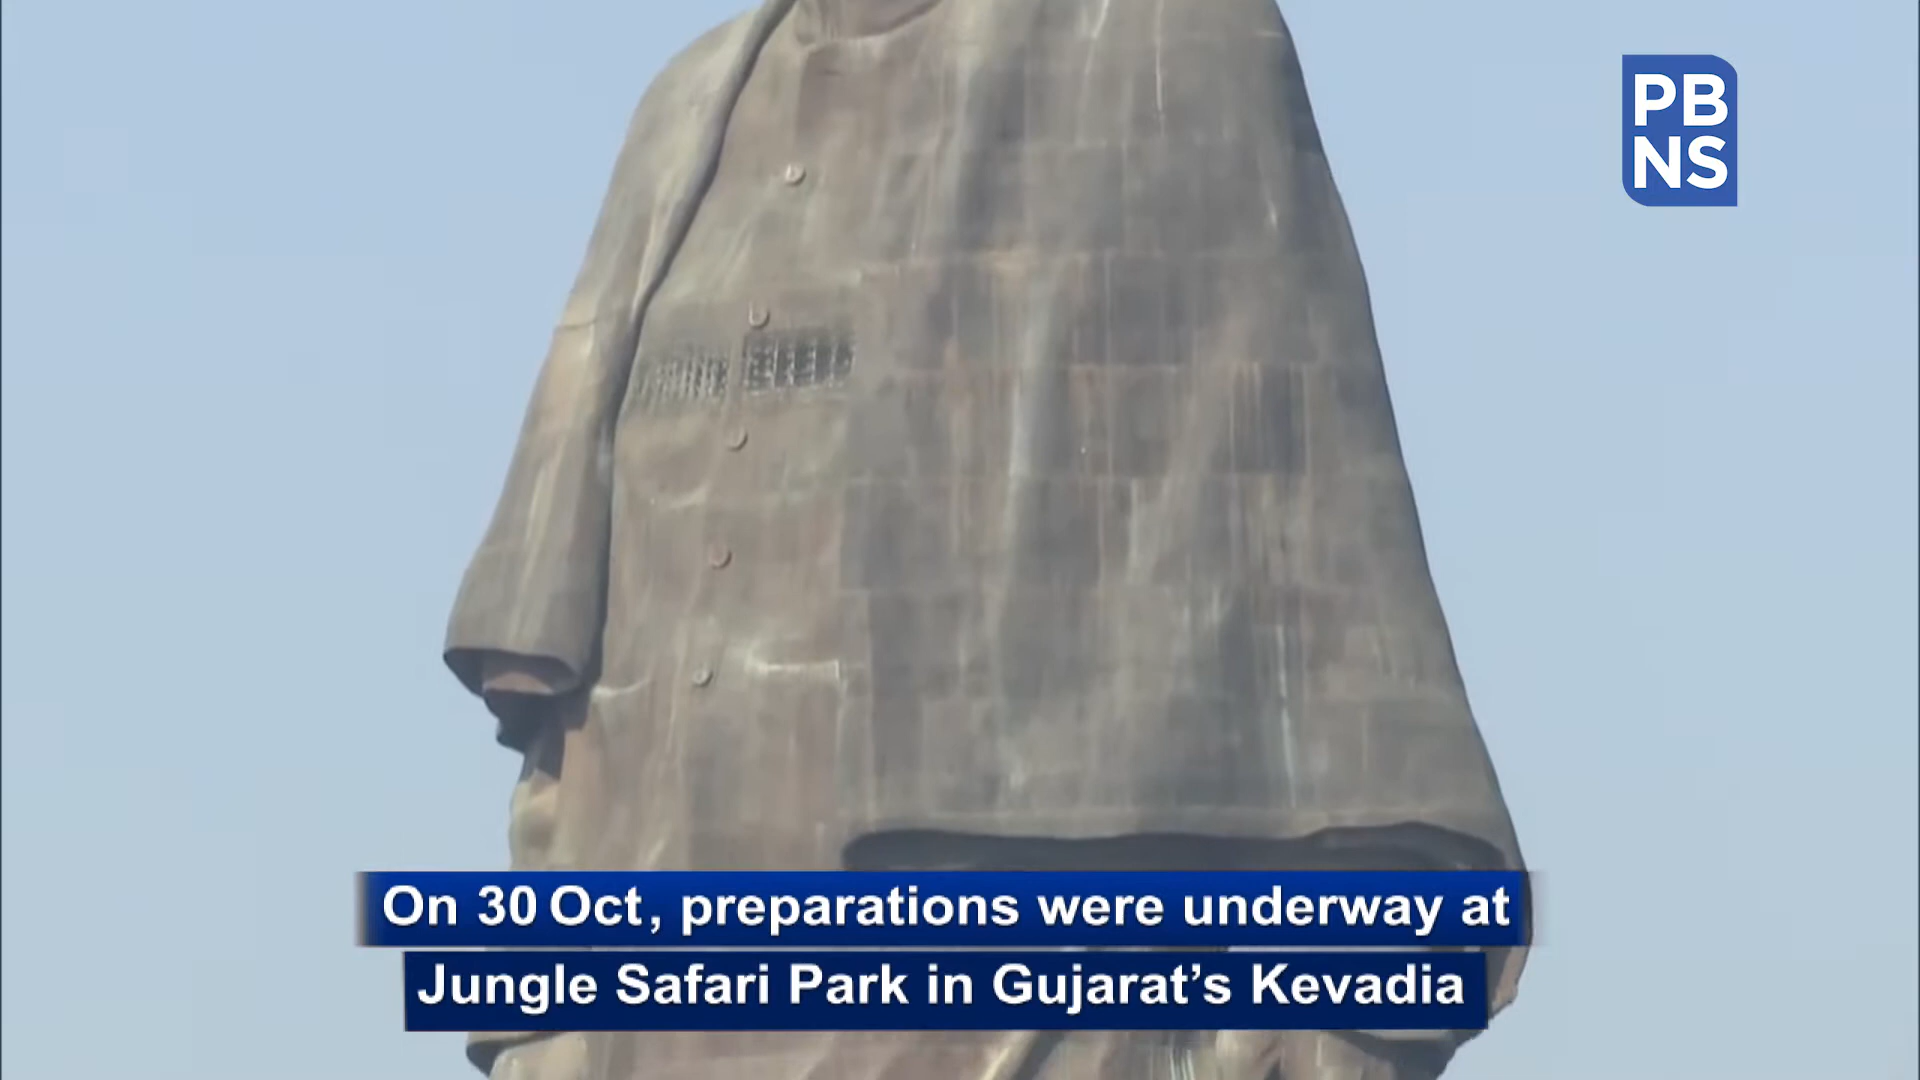 PB
NS
On 30 Oct, preparations were underway at
Jungle Safari Park in Gujarat’s Kevadia